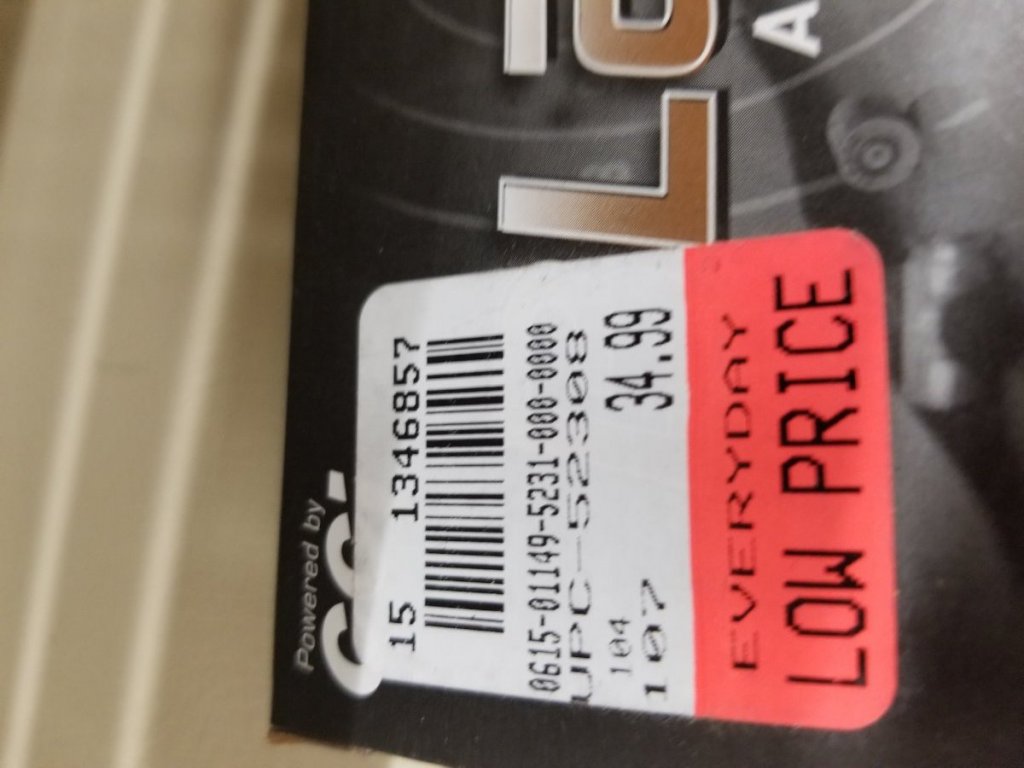 Powered by
15 1346857
0615-01149-5231-000-0000
UPC-52308
104 34.99
107
EVERYDAY
LOW PRICE